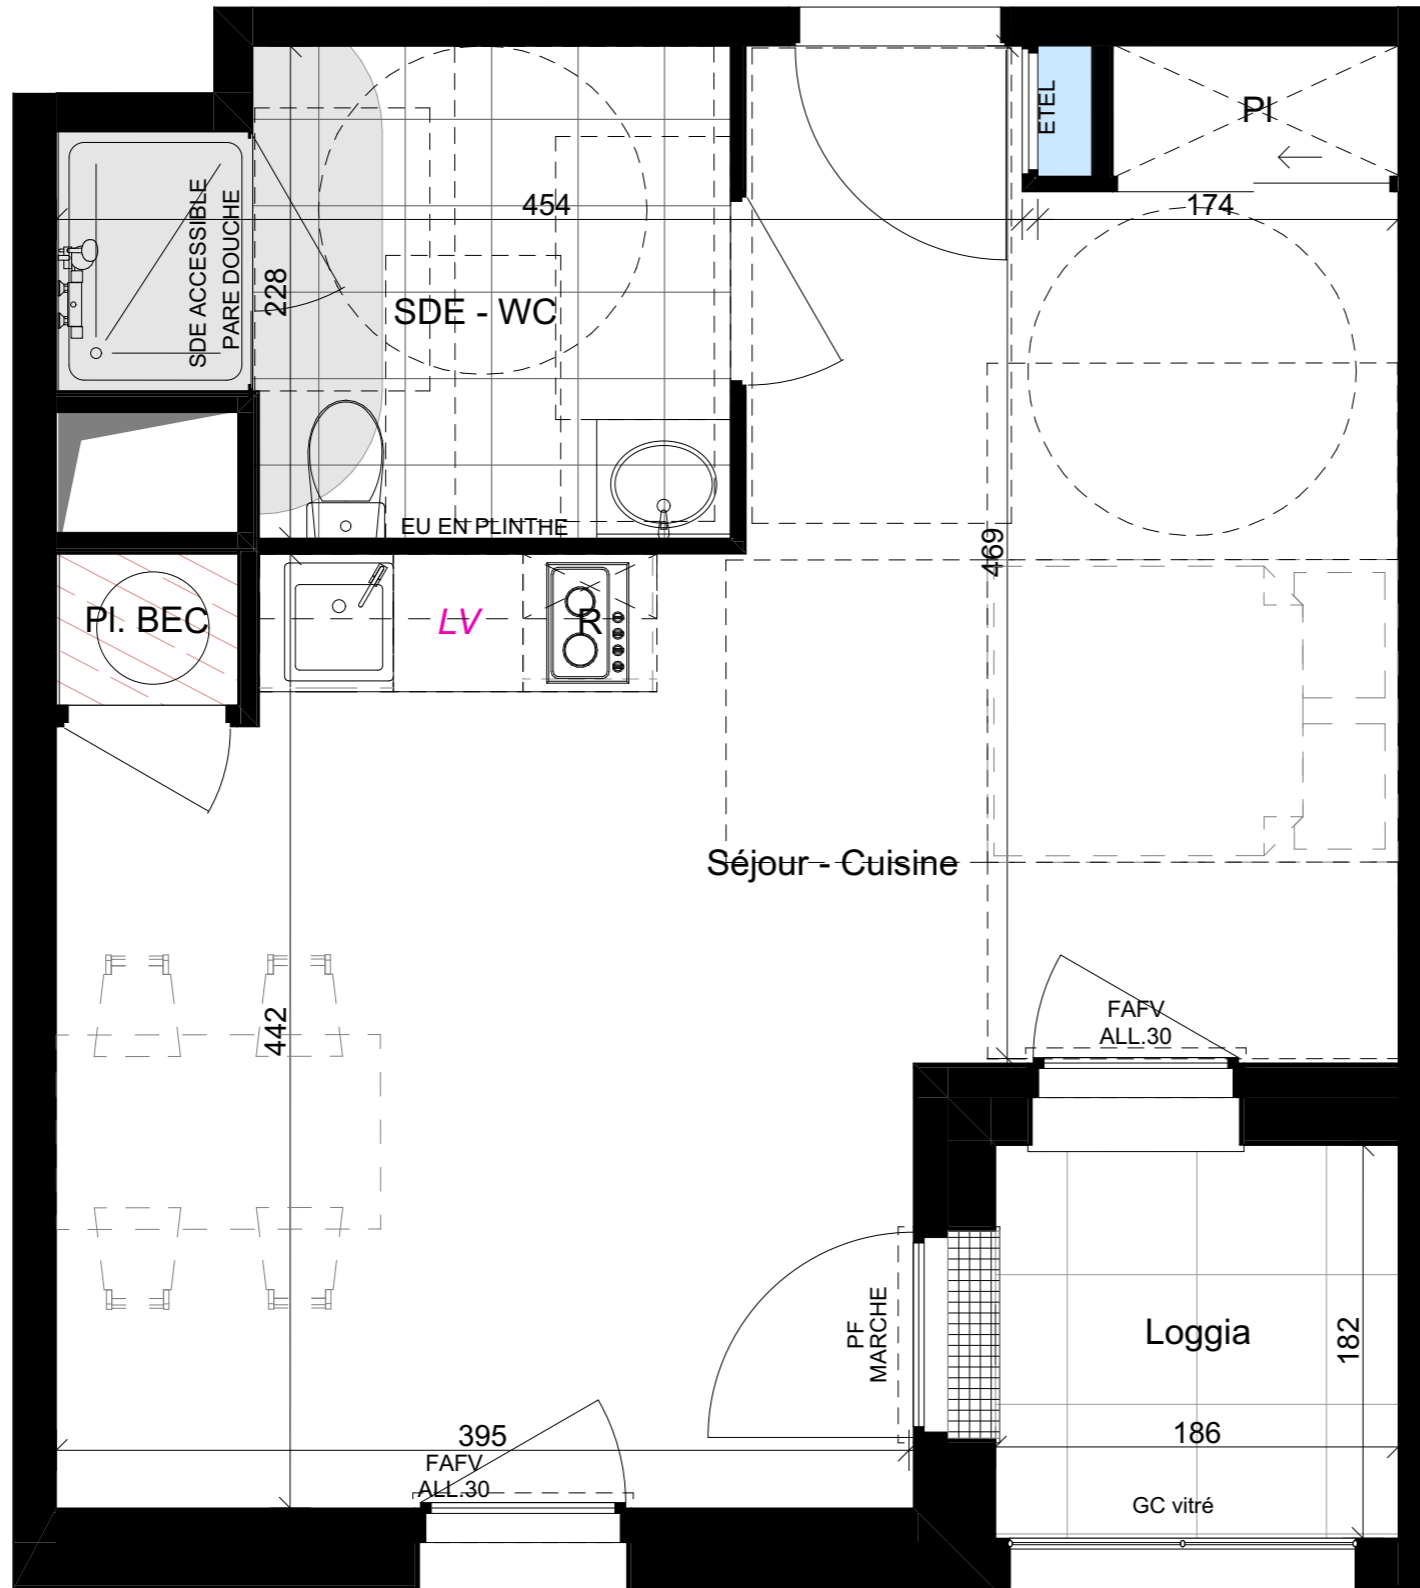 ETEL
PI
454
174
SDE ACCESSIBLE
PARE DOUCHE
228
SDE - WC
EU EN PLINTHE
469
PI. BEC
LV
R
Séjour - Cuisine
442
FAFV
ALL.30
PF
MARCHE
Loggia
182
395
186
FAFV
ALL.30
GC vitré